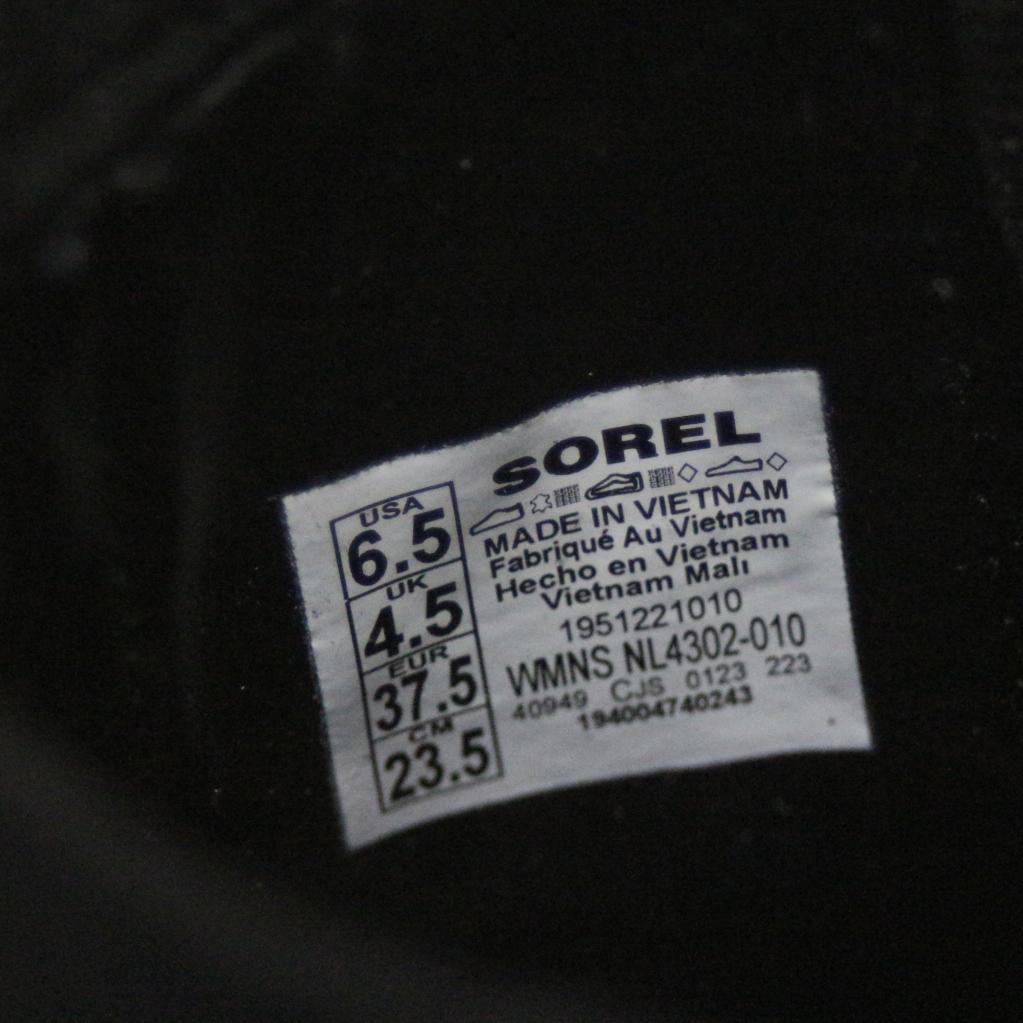 SOREL
USA
6.5
UK
4.5
EUR
37.5
CM
23.5
MADE IN VIETNAM
Fabriqué Au Vietnam
Hecho en Vietnam
Vietnam Malı
1951221010
WMNS NL4302-010
40949 CJS 0123 223
194004740243